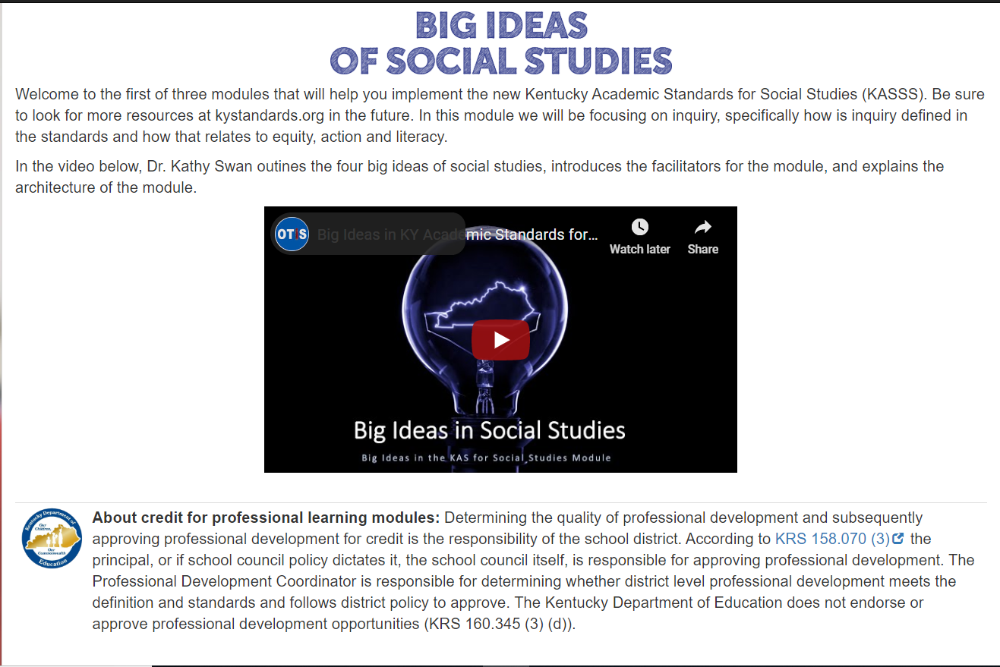 BIG IDEAS
OF SOCIAL STUDIES
Welcome to the first of three modules that will help you implement the new Kentucky Academic Standards for Social Studies (KASSS). Be sure
to look for more resources at kystandards.org in the future. In this module we will be focusing on inquiry, specifically how is inquiry defined in
the standards and how that relates to equity, action and literacy.
In the video below, Dr. Kathy Swan outines the four big ideas of social studies, introduces the facilitators for the module, and explains the
architecture of the module.
OTIS Big Ideas in KY Academic Standards for...
Watch later Share
Big Ideas in Social Studies
Big Ideas in the KAS for Social Studies Module
Kentucky Department of Education
Our Children,
Our Commonwealth
About credit for professional learning modules: Determining the quality of professional development and subsequently
approving professional development for credit is the responsibility of the school district. According to KRS 158.070 (3) the
principal, or if school council policy dictates it, the school council itself, is responsible for approving professional development. The
Professional Development Coordinator is responsible for determining whether district level professional development meets the
definition and standards and follows district policy to approve. The Kentucky Department of Education does not endorse or
approve professional development opportunities (KRS 160.345 (3) (d)).